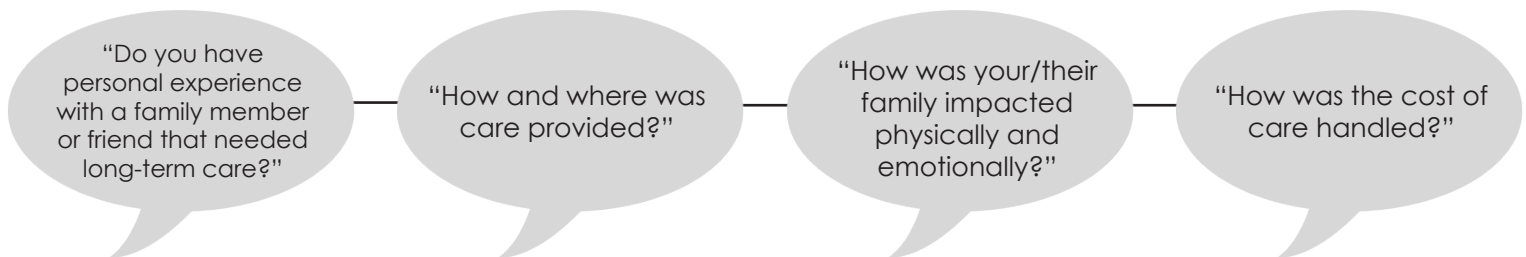 “Do you have
personal experience
with a family member
or friend that needed
long-term care?”
“How and where was
care provided?”
“How was your/their
family impacted
physically and
emotionally?”
“How was the cost of
care handled?”